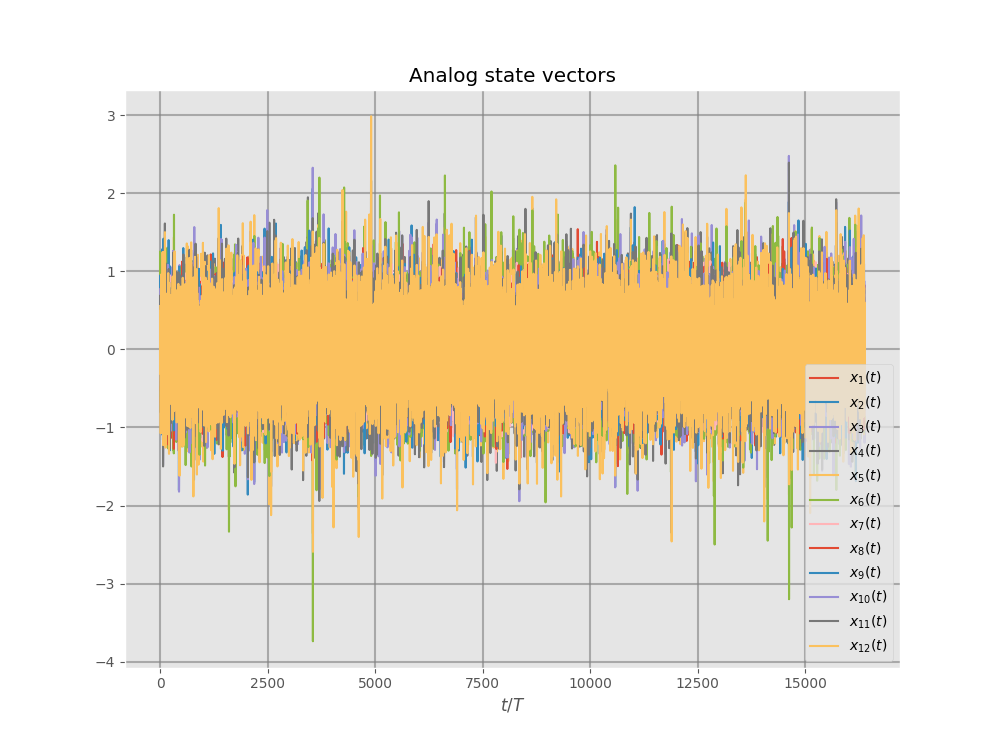 Analog state vectors
3
2
1
0
−1
−2
−3
−4
0 2500 5000 7500 10000 12500 15000
t/T
x₁(t)
x₂(t)
x₃(t)
x₄(t)
x₅(t)
x₆(t)
x₇(t)
x₈(t)
x₉(t)
x₁₀(t)
x₁₁(t)
x₁₂(t)